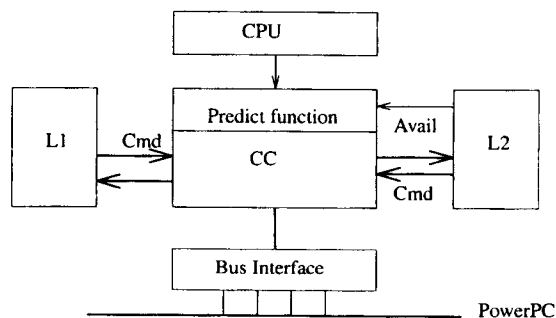 CPU
Predict function
L1
Cmd
CC
Avail
L2
Cmd
Bus Interface
PowerPC